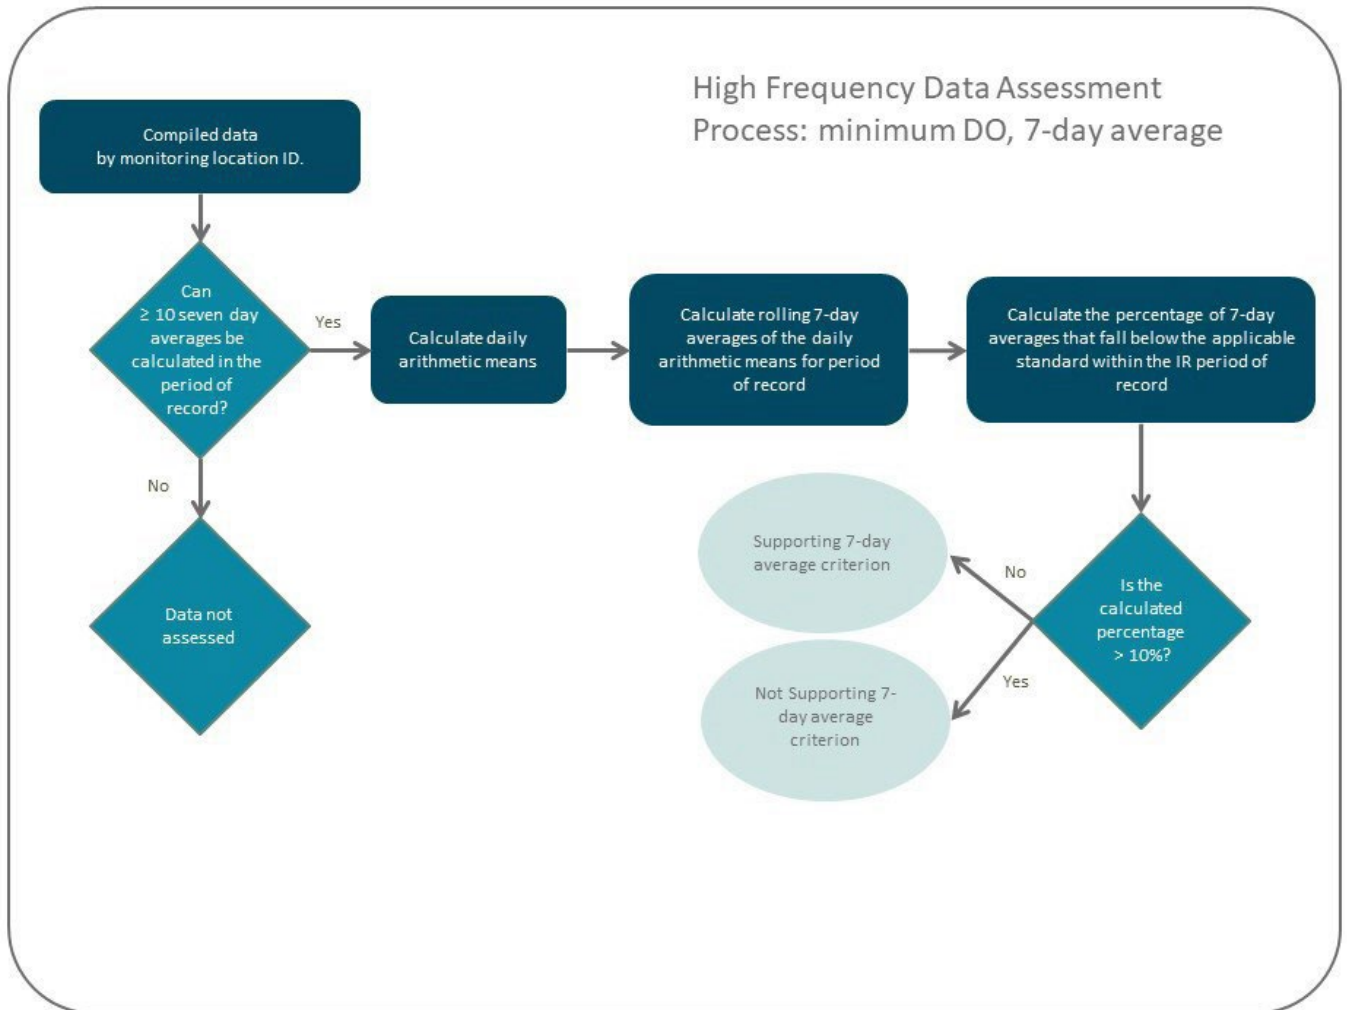 High Frequency Data Assessment
Process: minimum DO, 7-day average
Compiled data
by monitoring location ID.
Can
≥ 10 seven day
averages be
calculated in the
period of
record?
Yes
No
Data not
assessed
Calculate daily
arithmetic means
Calculate rolling 7-day
averages of the daily
arithmetic means for period
of record
Calculate the percentage of 7-day
averages that fall below the applicable
standard within the IR period of
record
Is the
calculated
percentage
> 10%?
No
Supporting 7-day
average criterion
Yes
Not Supporting 7-
day average
criterion